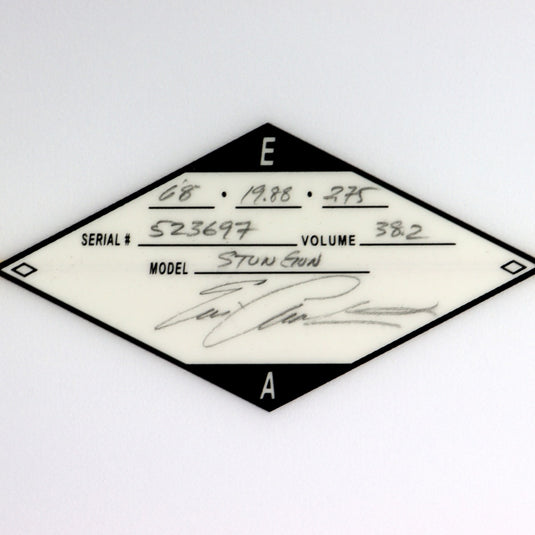 E
6'8 • 19.88 • 2.75
SERIAL # 523697 VOLUME 38.2
MODEL STUN GUN
A